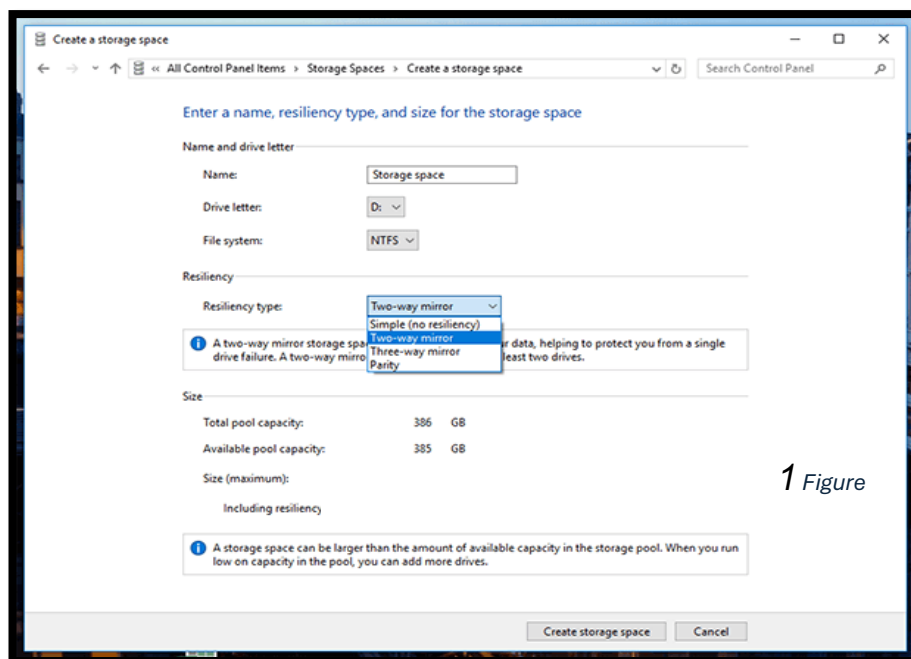 Create a storage space
« All Control Panel Items > Storage Spaces > Create a storage space
Search Control Panel
Enter a name, resiliency type, and size for the storage space
Name and drive letter
Name: Storage space
Drive letter: D:
File system: NTFS
Resiliency
Resiliency type: Two-way mirror
Simple (no resiliency)
Two-way mirror
Three-way mirror
Parity
A two-way mirror storage spa r data, helping to protect you from a single
drive failure. A two-way mirro least two drives.
Size
Total pool capacity: 386 GB
Available pool capacity: 385 GB
Size (maximum):
Including resiliency
1 Figure
A storage space can be larger than the amount of available capacity in the storage pool. When you run
low on capacity in the pool, you can add more drives.
Create storage space Cancel